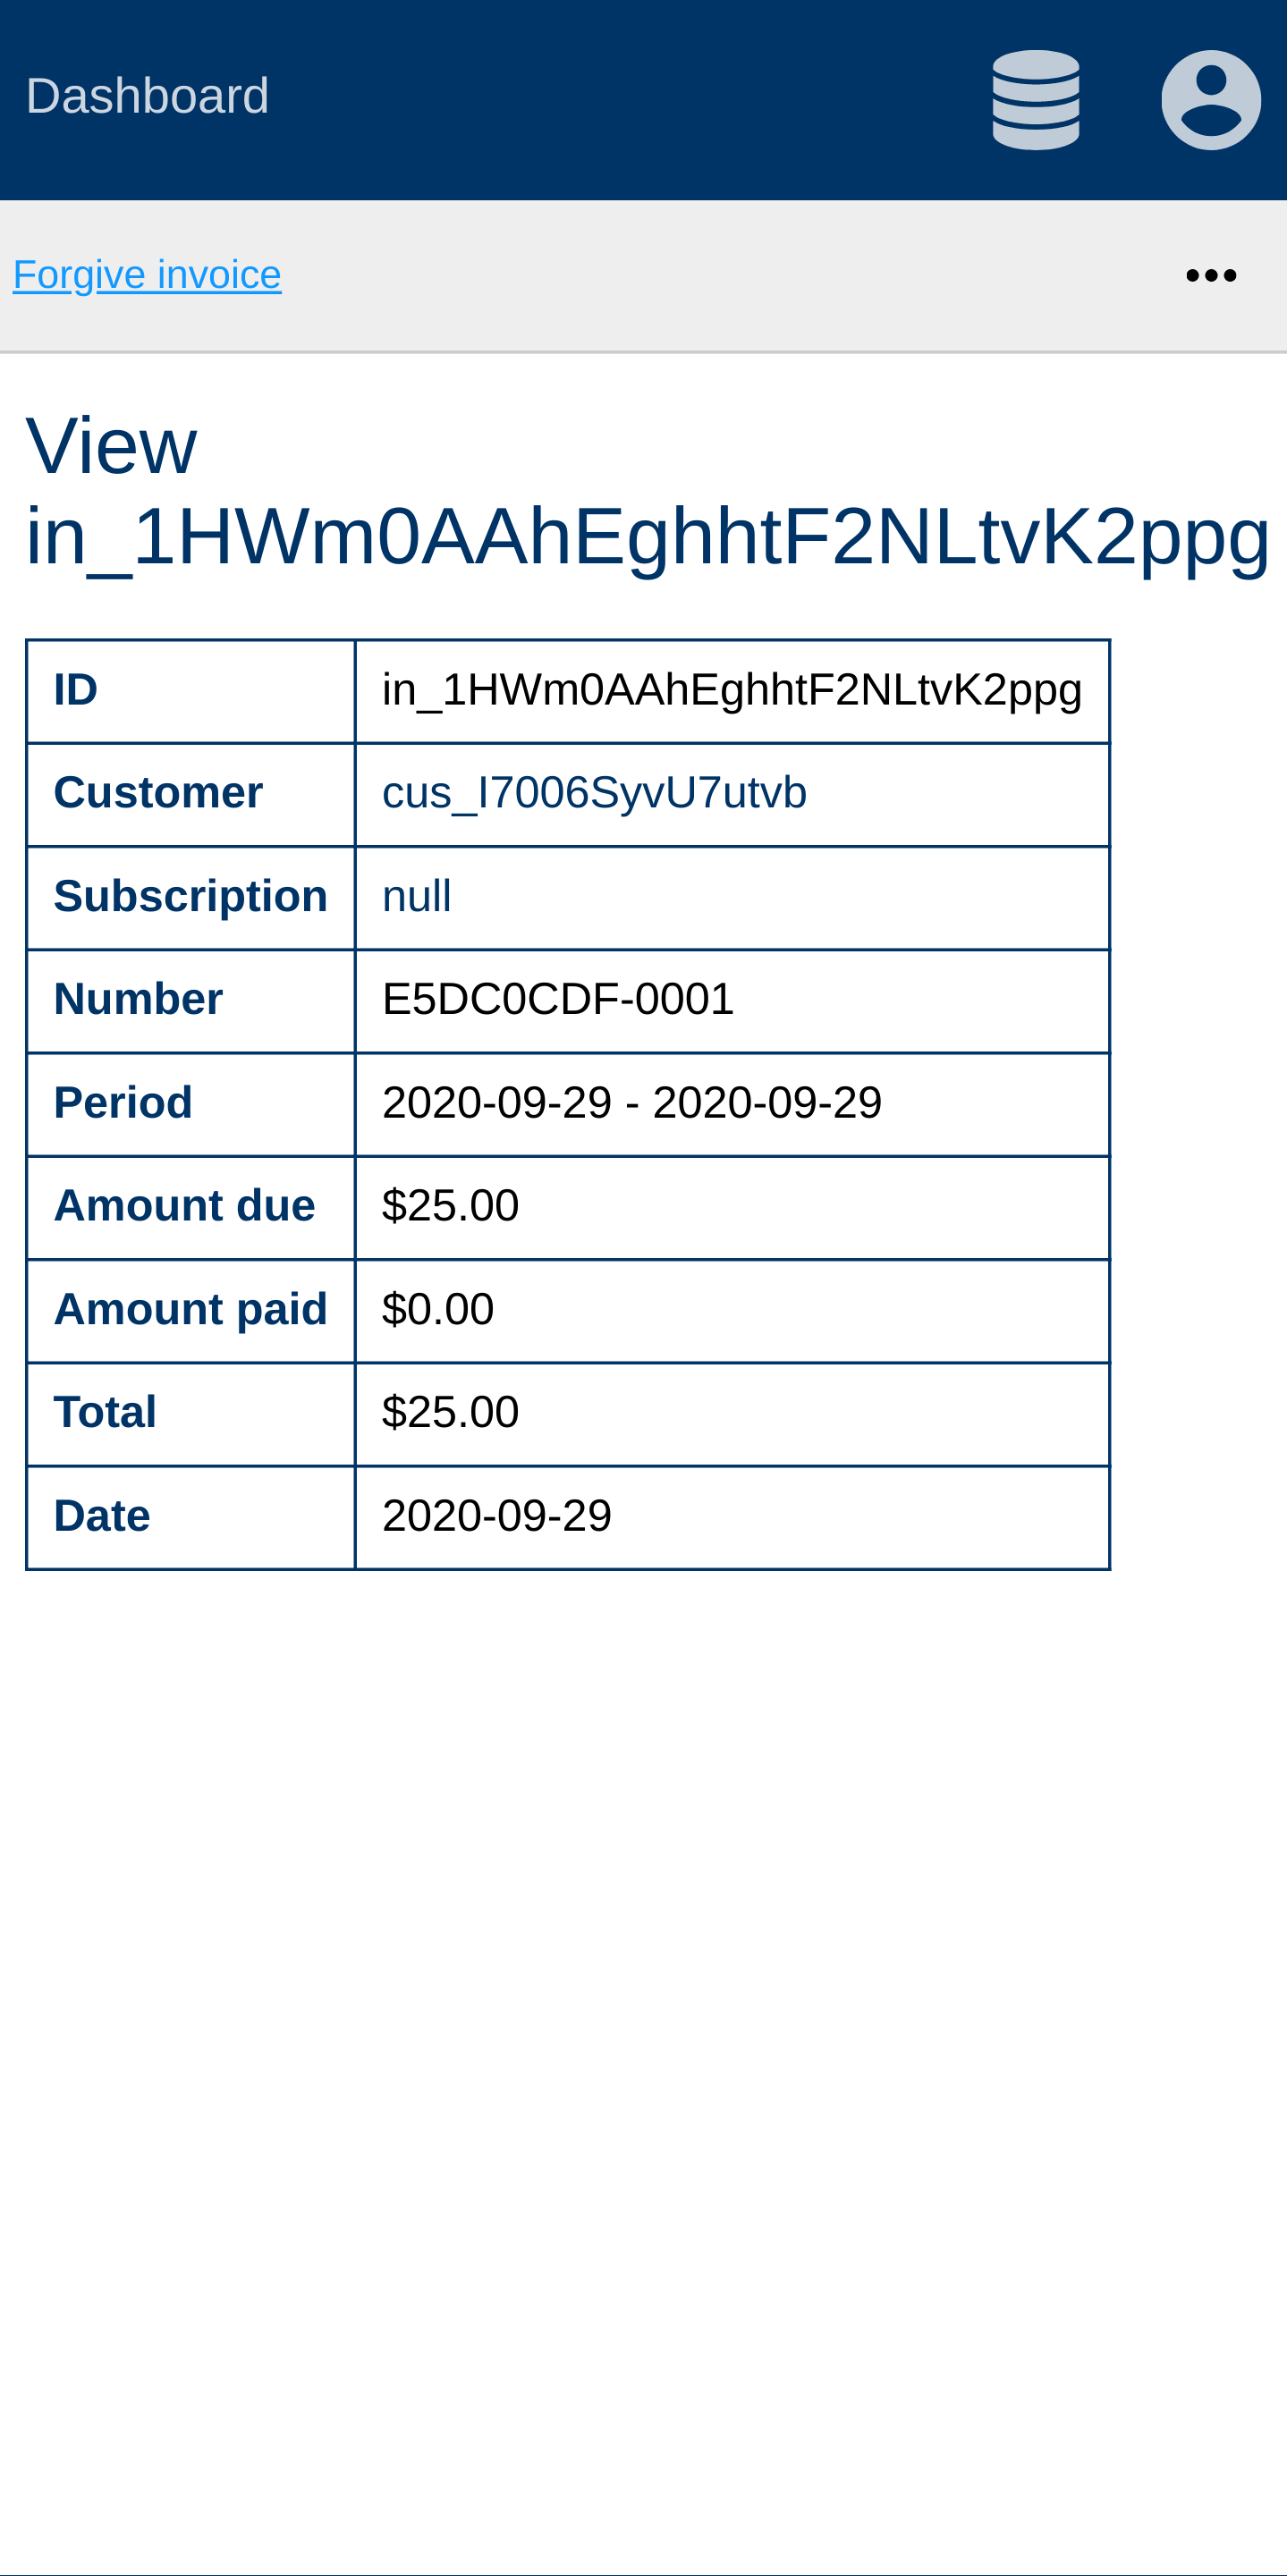 Dashboard
Forgive invoice
View
in_1HWm0AAhEghhtF2NLtvK2ppg
ID in_1HWm0AAhEghhtF2NLtvK2ppg
Customer cus_I7006SyvU7utvb
Subscription null
Number E5DC0CDF-0001
Period 2020-09-29 - 2020-09-29
Amount due $25.00
Amount paid $0.00
Total $25.00
Date 2020-09-29